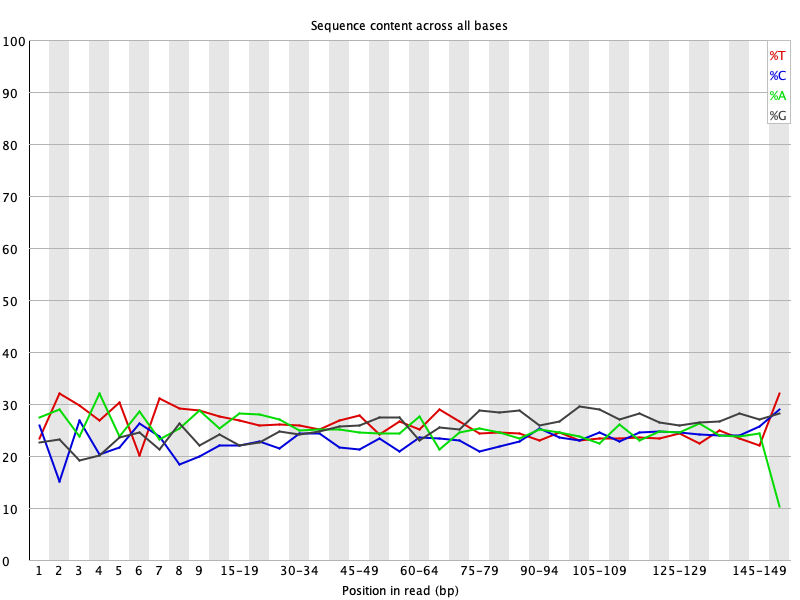 Sequence content across all bases
100
90
80
70
60
50
40
30
20
10
0
%T
%C
%A
%G
1 2 3 4 5 6 7 8 9 15-19 30-34 45-49 60-64 75-79 90-94 105-109 125-129 145-149
Position in read (bp)